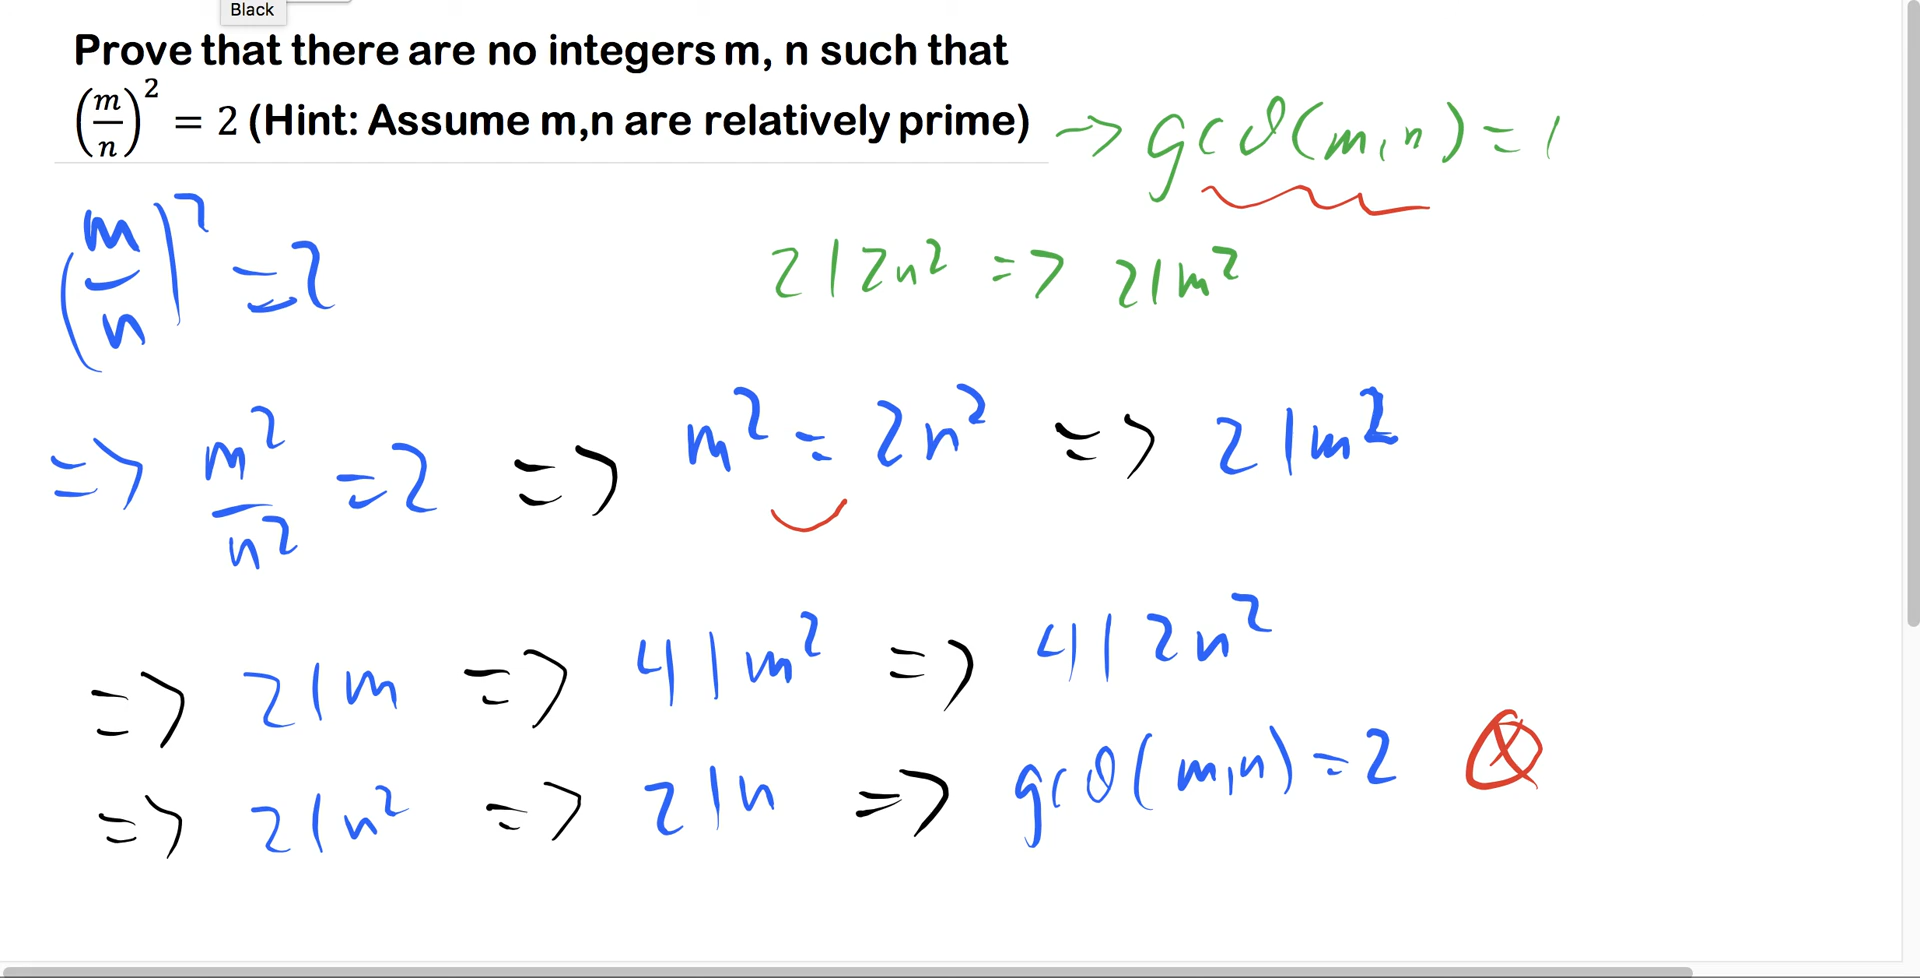 Black
Prove that there are no integers m, n such that
(m/n)² = 2 (Hint: Assume m,n are relatively prime) → gcd(m,n) = 1
(m/n)² = 2
2 | 2n² => 2 | m²
=> m²/n² = 2 => m² = 2n² => 2 | m²
=> 2 | m => 4 | m² => 4 | 2n²
=> 2 | n² => 2 | n => gcd(m,n) = 2